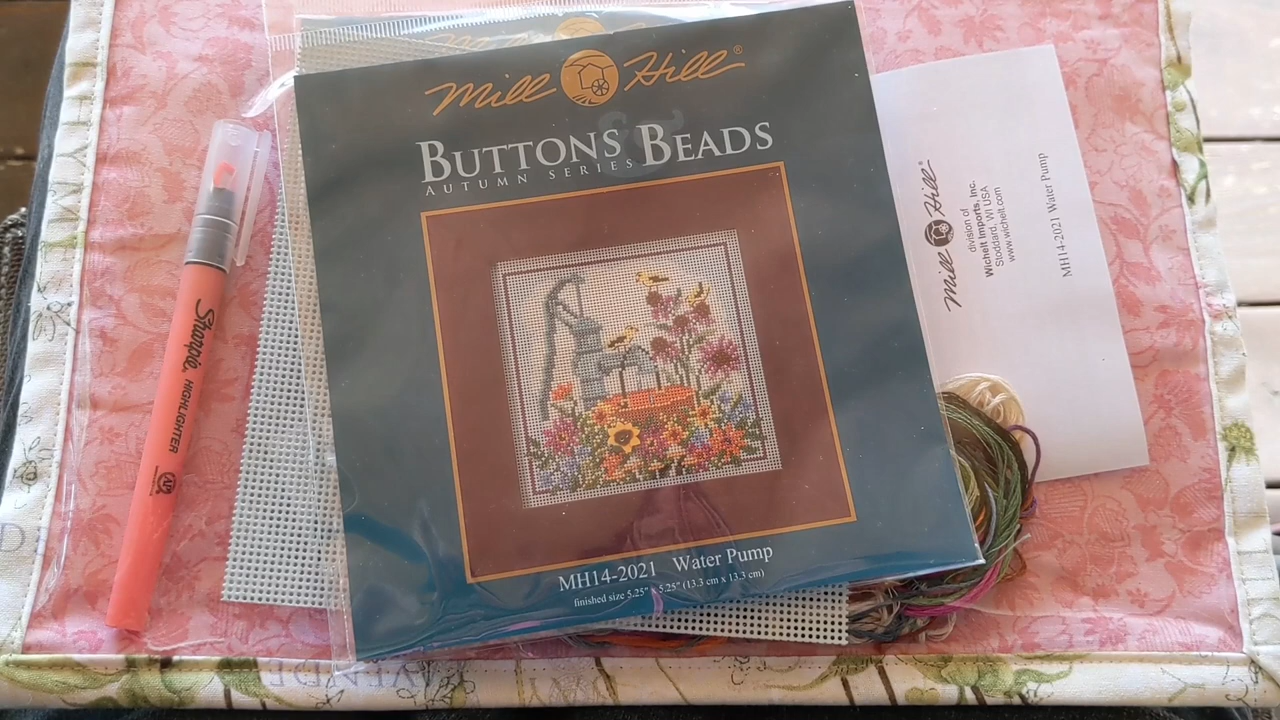 Mill Hill®
BUTTONS & BEADS
AUTUMN SERIES
MH14-2021 Water Pump
finished size 5.25" x 5.25" (13.3 cm x 13.3 cm)
Sharpie. HIGHLIGHTER
AP
Mill Hill®
division of
Wichelt Imports, Inc.
Stoddard, WI USA
www.wichelt.com
MH14-2021 Water Pump